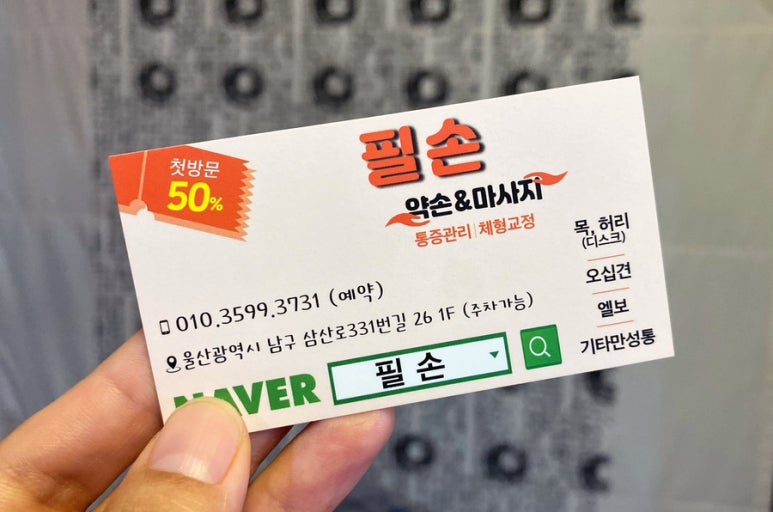 첫방문
50%
필손
약손&마사지
통증관리|체형교정
목, 허리
(디스크)
오십견
엘보
기타만성통
010.3599.3731 (예약)
울산광역시 남구 삼산로331번길 26 1F (주차가능)
NAVER
필손